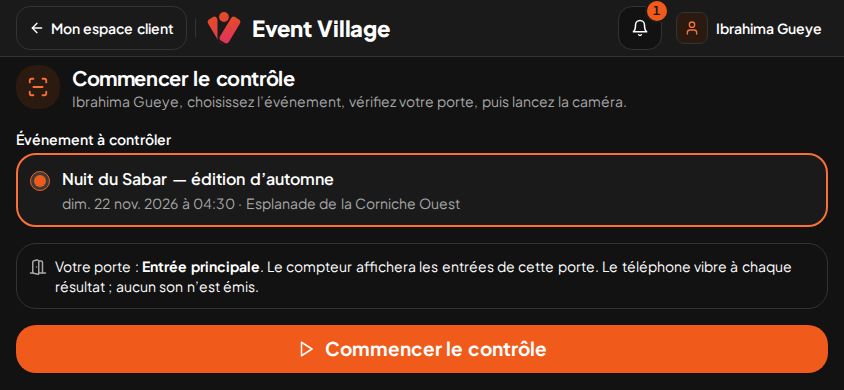 Mon espace client
Event Village
1
Ibrahima Gueye
Commencer le contrôle
Ibrahima Gueye, choisissez l’événement, vérifiez votre porte, puis lancez la caméra.
Événement à contrôler
Nuit du Sabar — édition d’automne
dim. 22 nov. 2026 à 04:30 · Esplanade de la Corniche Ouest
Votre porte : Entrée principale. Le compteur affichera les entrées de cette porte. Le téléphone vibre à chaque
résultat ; aucun son n’est émis.
Commencer le contrôle